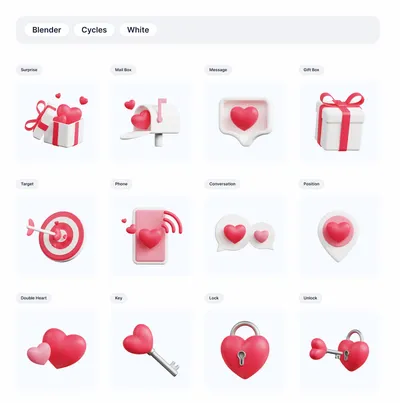 Blender Cycles White
Surprise Mail Box Message Gift Box
Target Phone Conversation Position
Double Heart Key Lock Unlock